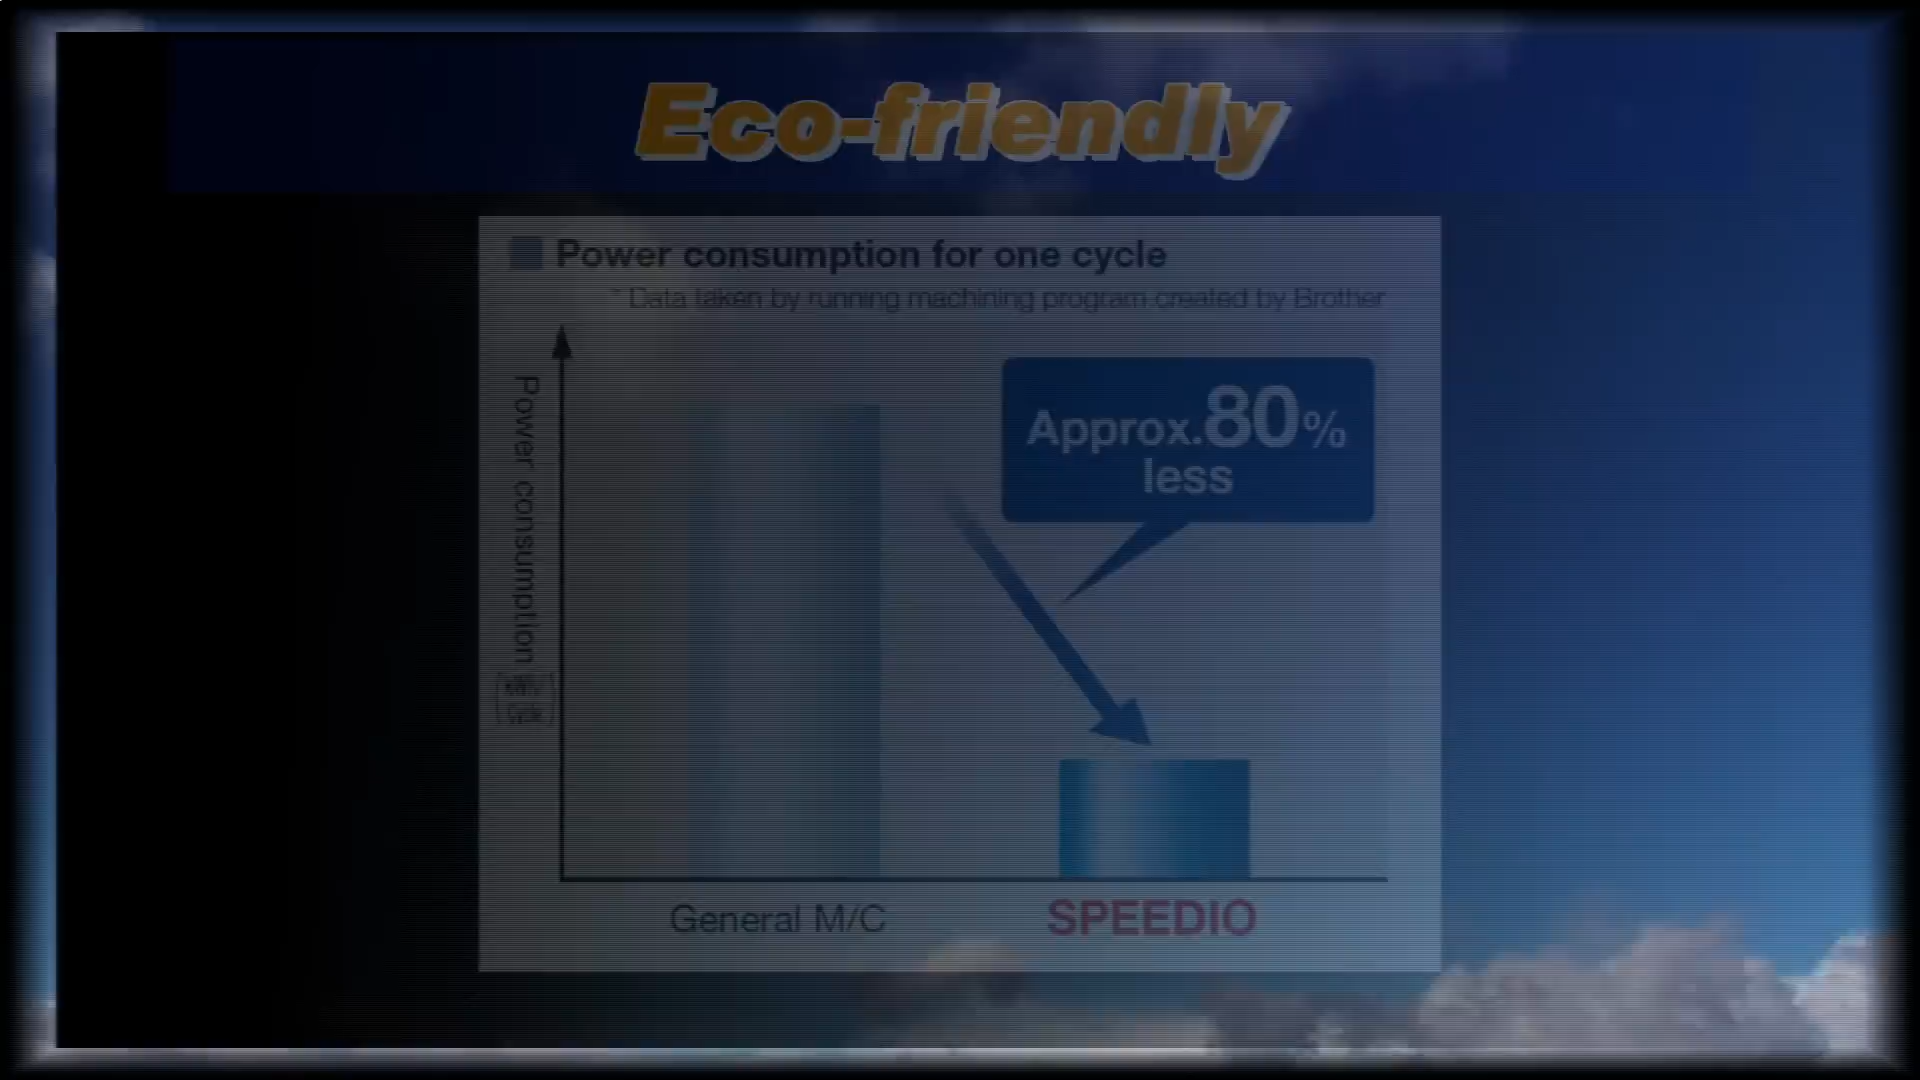 Eco-friendly
Power consumption for one cycle
* Data taken by running machining program created by Brother
Approx.80%
less
Power consumption
Cycle
General M/C
SPEEDIO